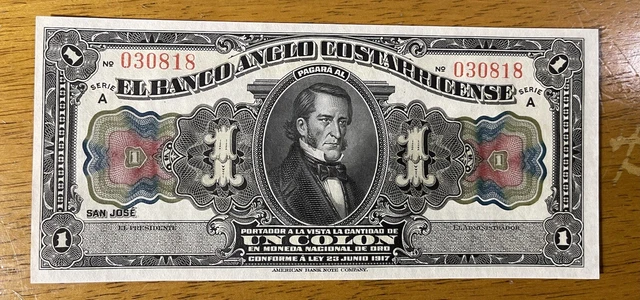 1 1
Nº 030818 Nº 030818
EL BANCO ANGLO COSTARRICENSE
SERIE A SERIE A
PAGARÁ AL
1 1
1 1
SAN JOSÉ
EL PRESIDENTE EL ADMINISTRADOR
PORTADOR A LA VISTA LA CANTIDAD DE
1 UN COLON 1
EN MONEDA NACIONAL DE ORO
CONFORME Á LEY 23 JUNIO 1917
AMERICAN BANK NOTE COMPANY.